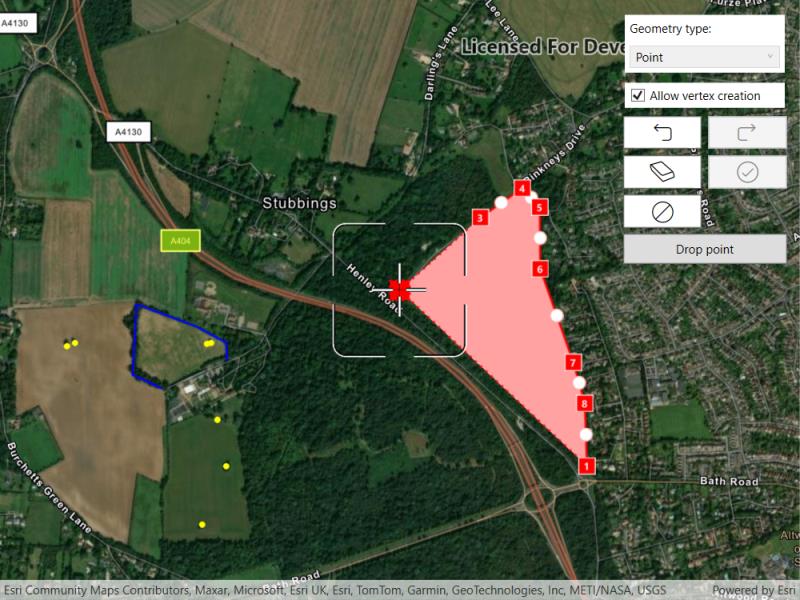 A4130
Lee Lane
Darling's Lane
Licensed For Deve
Geometry type:
Point
Allow vertex creation
A4130
Pinkneys Drive
Stubbings
4
3
5
Road
A404
Drop point
6
Henley Road
7
8
1
Burchetts Green Lane
Bath Road
Bath Road
Esri Community Maps Contributors, Maxar, Microsoft, Esri UK, Esri, TomTom, Garmin, GeoTechnologies, Inc, METI/NASA, USGS
Powered by Esri